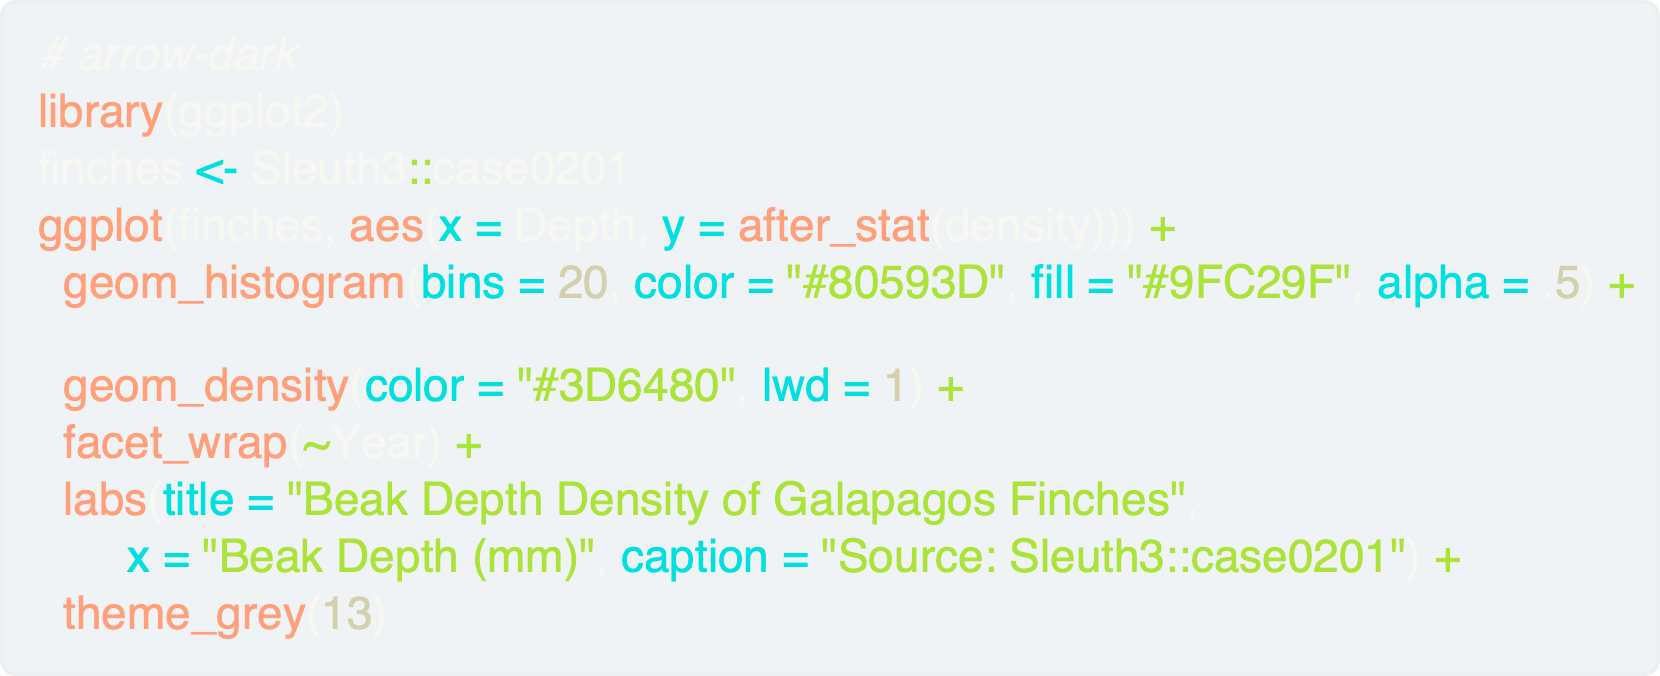 # arrow-dark
library(ggplot2)
finches <- Sleuth3::case0201
ggplot(finches, aes(x = Depth, y = after_stat(density))) +
  geom_histogram(bins = 20, color = "#80593D", fill = "#9FC29F", alpha = .5) +
  geom_density(color = "#3D6480", lwd = 1) +
  facet_wrap(~Year) +
  labs(title = "Beak Depth Density of Galapagos Finches",
       x = "Beak Depth (mm)", caption = "Source: Sleuth3::case0201") +
  theme_grey(13)